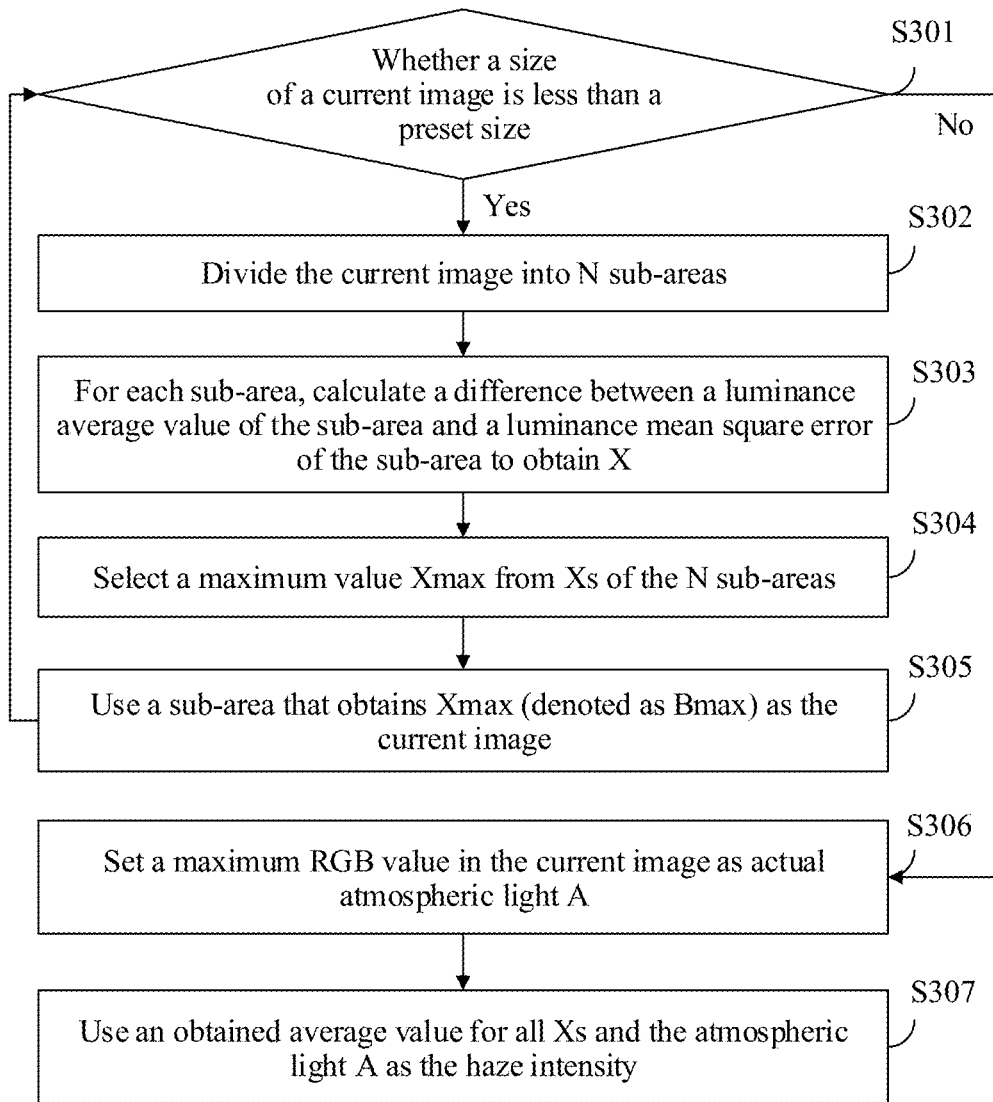 Whether a size
of a current image is less than a
preset size
S301
No
Yes
S302
Divide the current image into N sub-areas
S303
For each sub-area, calculate a difference between a luminance
average value of the sub-area and a luminance mean square error
of the sub-area to obtain X
S304
Select a maximum value Xmax from Xs of the N sub-areas
S305
Use a sub-area that obtains Xmax (denoted as Bmax) as the
current image
S306
Set a maximum RGB value in the current image as actual
atmospheric light A
S307
Use an obtained average value for all Xs and the atmospheric
light A as the haze intensity